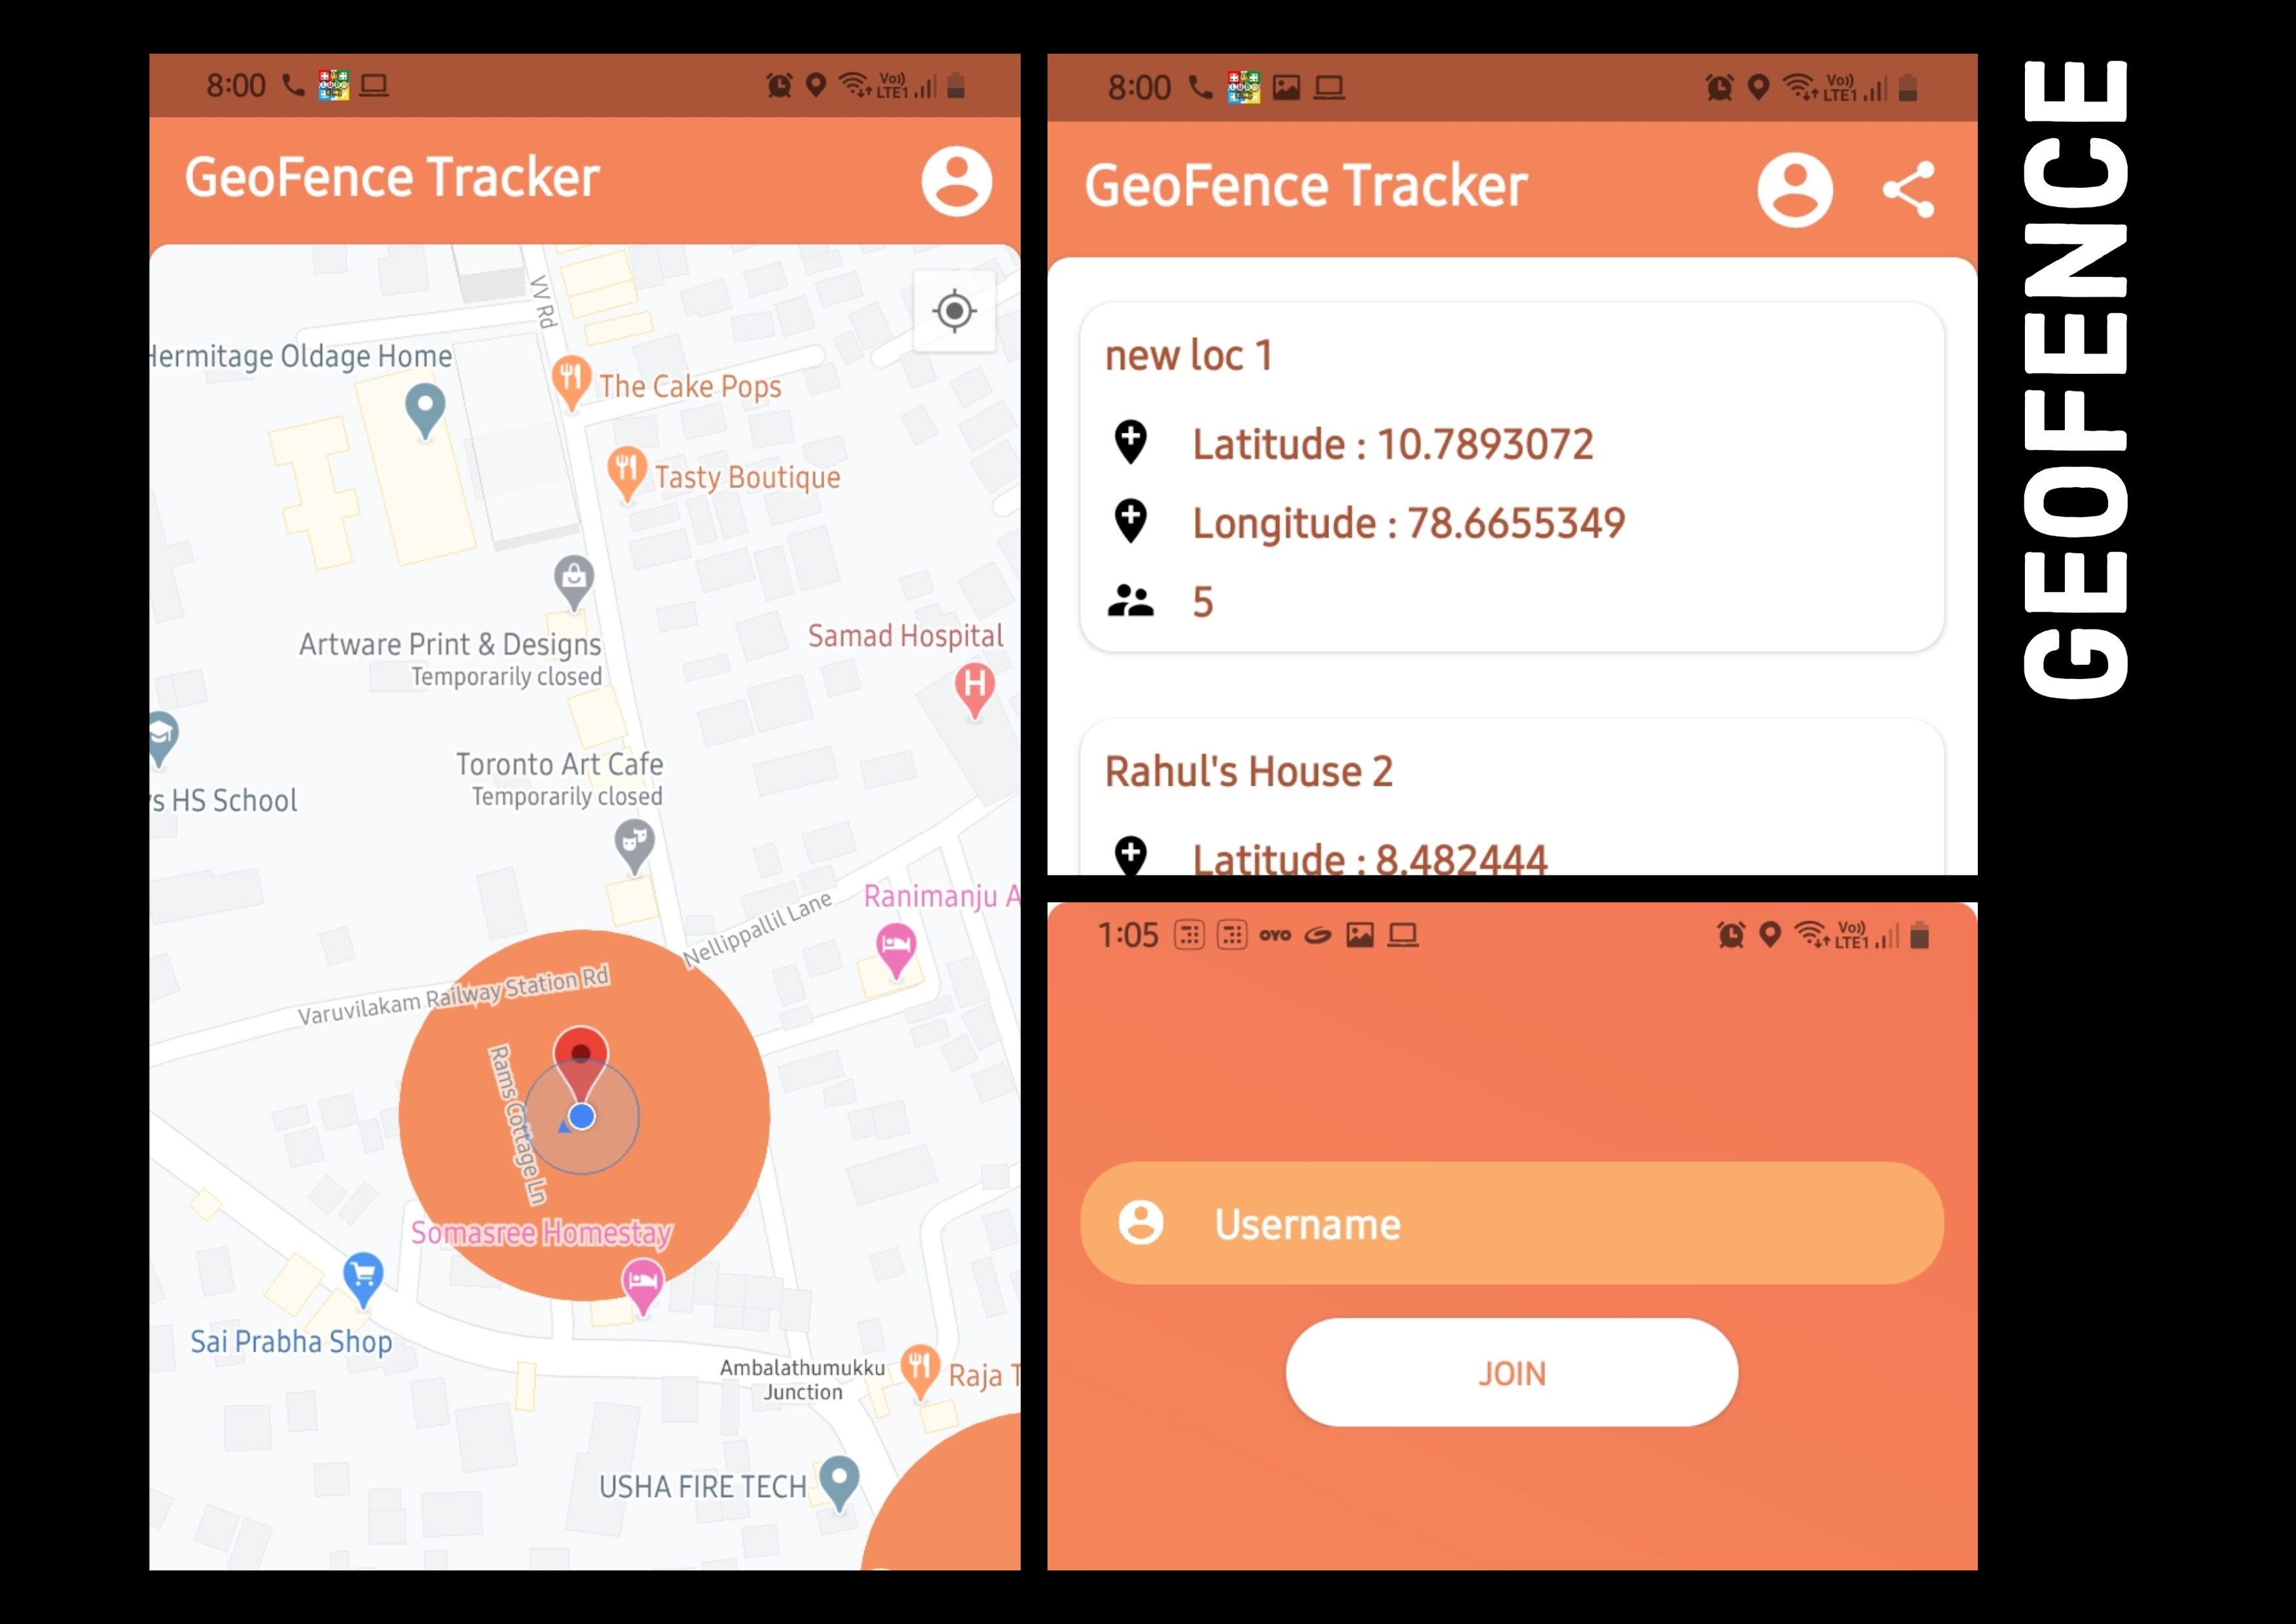 8:00
VoI)
LTE1
GeoFence Tracker
VV Rd
Hermitage Oldage Home
The Cake Pops
Tasty Boutique
Artware Print & Designs
Temporarily closed
Samad Hospital
H
Toronto Art Cafe
Temporarily closed
HS School
Ranimanju A
Nellippallil Lane
Varuvilakam Railway Station Rd
Rams Cottage Ln
Somasree Homestay
Sai Prabha Shop
Ambalathumukku
Junction
Raja T
USHA FIRE TECH
8:00
LUDO
Vo))
LTE1
GeoFence Tracker
new loc 1
Latitude : 10.7893072
Longitude : 78.6655349
5
Rahul's House 2
Latitude : 8.482444
1:05
OYO
Vo))
LTE1
Username
JOIN
GEOFENCE